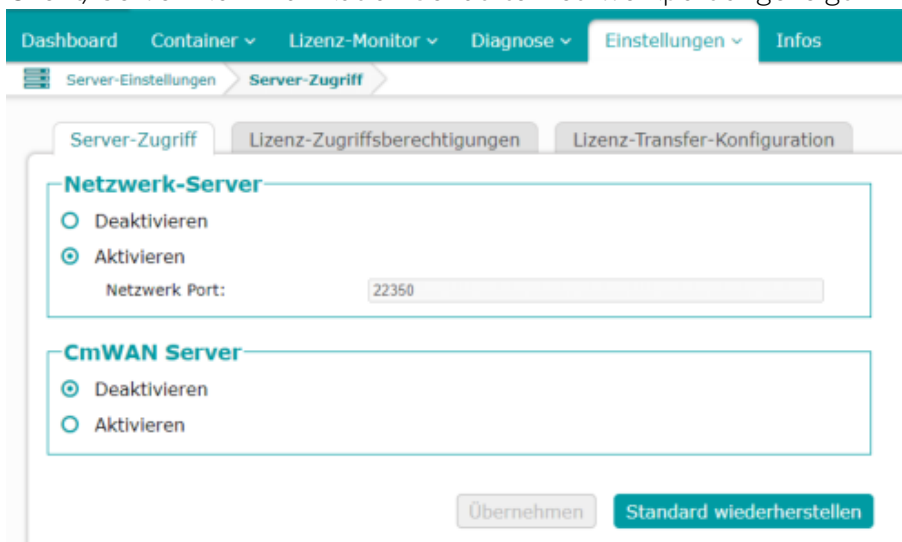 Dashboard Container Lizenz-Monitor Diagnose Einstellungen Infos
Server-Einstellungen Server-Zugriff
Server-Zugriff Lizenz-Zugriffsberechtigungen Lizenz-Transfer-Konfiguration
Netzwerk-Server
Deaktivieren
Aktivieren
Netzwerk Port: 22350
CmWAN Server
Deaktivieren
Aktivieren
Übernehmen Standard wiederherstellen